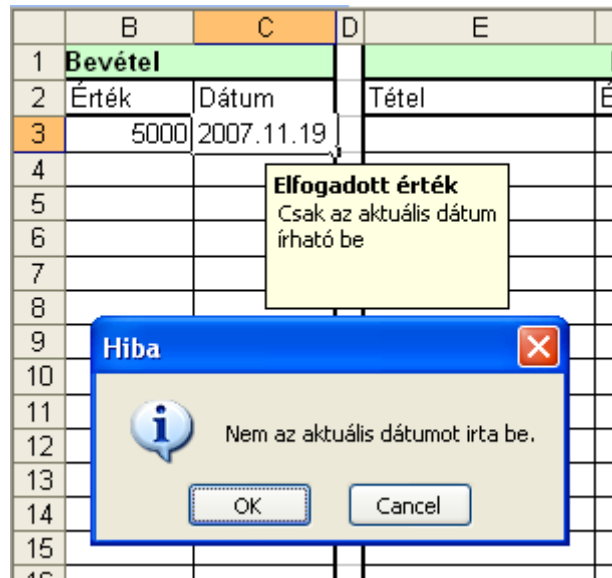 B C D E
1 Bevétel
2 Érték Dátum Tétel
3 5000 2007.11.19
4
Elfogadott érték
5
Csak az aktuális dátum
6
írható be
7
8
9
Hiba
10
11
Nem az aktuális dátumot irta be.
12
13
14
OK Cancel
15